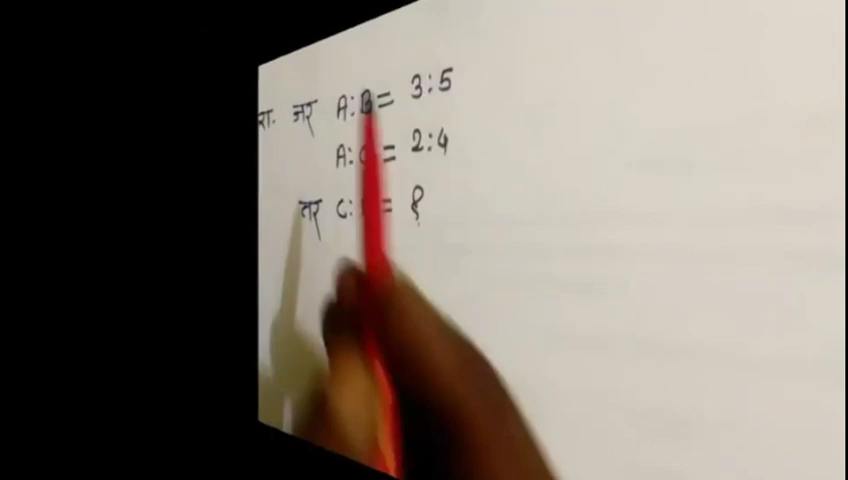 रा. जर A:B= 3:5
A: = 2:4
तर C: = ?